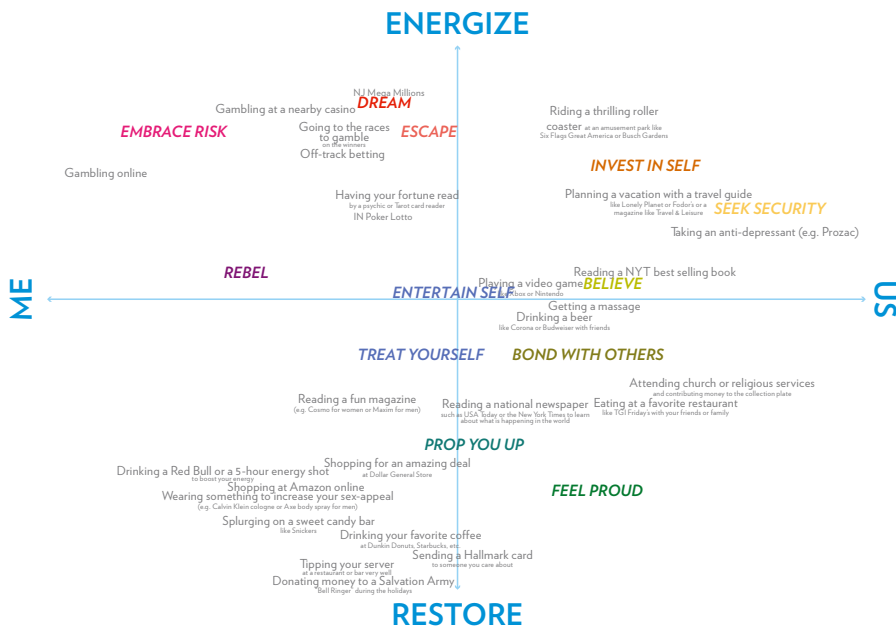 ENERGIZE
NJ Mega Millions
DREAM
Gambling at a nearby casino
EMBRACE RISK
Going to the races
to gamble
on the winners
Off-track betting
ESCAPE
Riding a thrilling roller
coaster at an amusement park like
Six Flags Great America or Busch Gardens
Gambling online
INVEST IN SELF
Having your fortune read
by a psychic or Tarot card reader
IN Poker Lotto
Planning a vacation with a travel guide
like Lonely Planet or Fodor's or a
magazine like Travel & Leisure
SEEK SECURITY
Taking an anti-depressant (e.g. Prozac)
REBEL
Reading a NYT best selling book
Playing a video game
BELIEVE
ENTERTAIN SELF
Xbos or Nintendo
ME
US
Getting a massage
Drinking a beer
like Corona or Budweiser with friends
TREAT YOURSELF
BOND WITH OTHERS
Attending church or religious services
and contributing money to the collection plate
Reading a fun magazine
(e.g. Cosmo for women or Maxim for men)
Reading a national newspaper
such as USA Today or the New York Times to learn
about what is happening in the world
Eating at a favorite restaurant
like TGI Friday's with your friends or family
PROP YOU UP
Shopping for an amazing deal
at Dollar General Store
Drinking a Red Bull or a 5-hour energy shot
to boost your energy
Shopping at Amazon online
Wearing something to increase your sex-appeal
(e.g. Calvin Klein cologne or Axe body spray for men)
FEEL PROUD
Splurging on a sweet candy bar
like Snickers
Drinking your favorite coffee
at Dunkin Donuts, Starbucks, etc.
Sending a Hallmark card
to someone you care about
Tipping your server
at a restaurant or bar very well
Donating money to a Salvation Army
"Bell Ringer" during the holidays
RESTORE